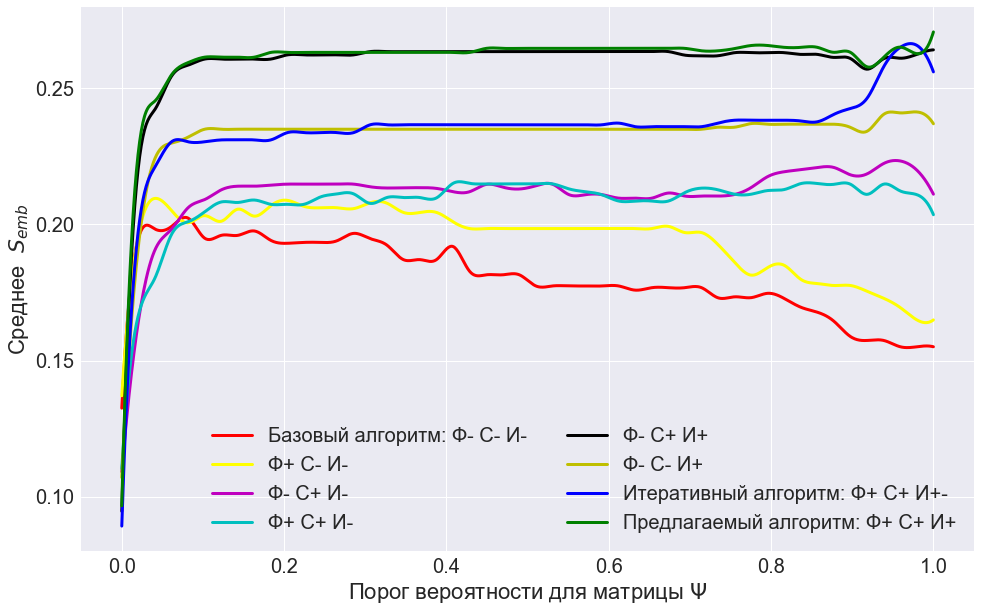 0.25
0.20
0.15
0.10
Среднее S_emb
Базовый алгоритм: Ф- С- И-
Ф+ С- И-
Ф- С+ И-
Ф+ С+ И-
Ф- С+ И+
Ф- С- И+
Итеративный алгоритм: Ф+ С+ И+-
Предлагаемый алгоритм: Ф+ С+ И+
0.0 0.2 0.4 0.6 0.8 1.0
Порог вероятности для матрицы Ψ